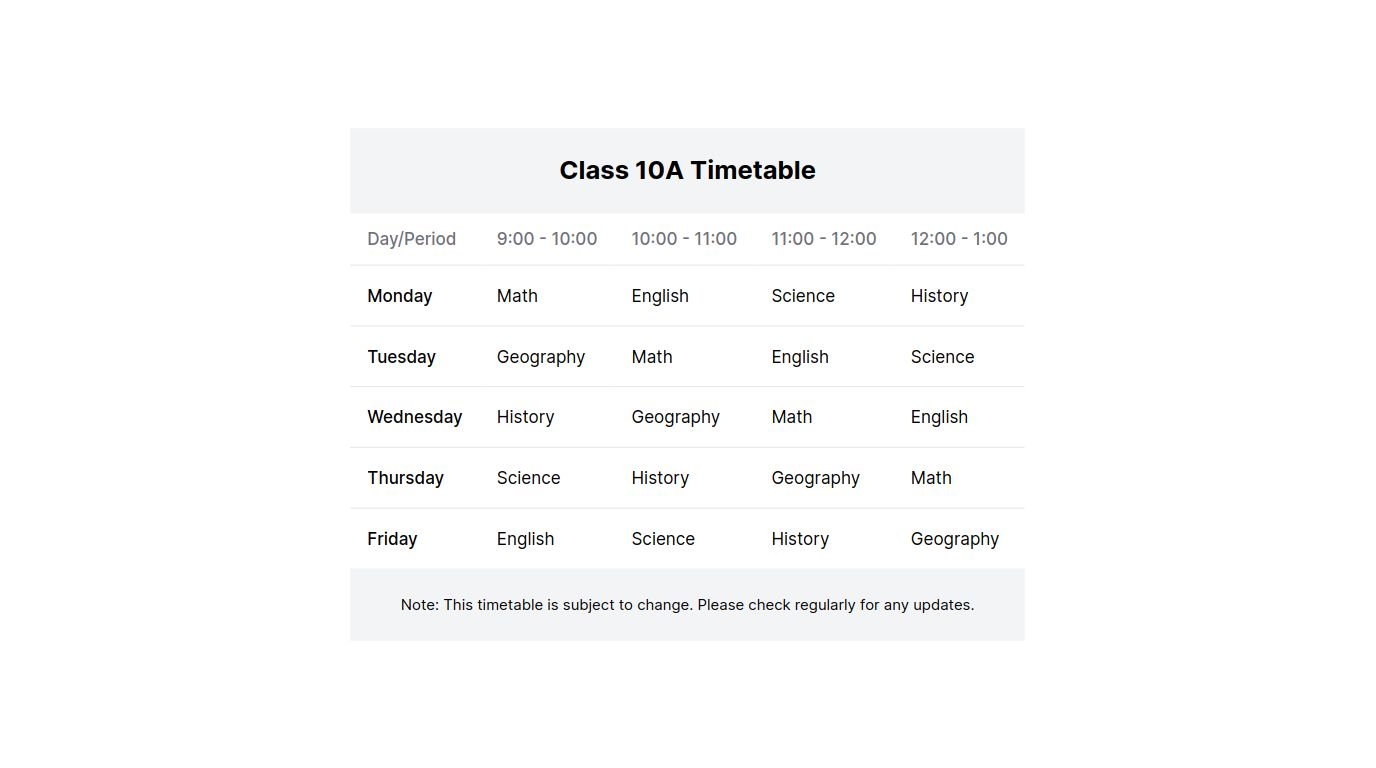 Class 10A Timetable
Day/Period 9:00 - 10:00 10:00 - 11:00 11:00 - 12:00 12:00 - 1:00
Monday Math English Science History
Tuesday Geography Math English Science
Wednesday History Geography Math English
Thursday Science History Geography Math
Friday English Science History Geography
Note: This timetable is subject to change. Please check regularly for any updates.